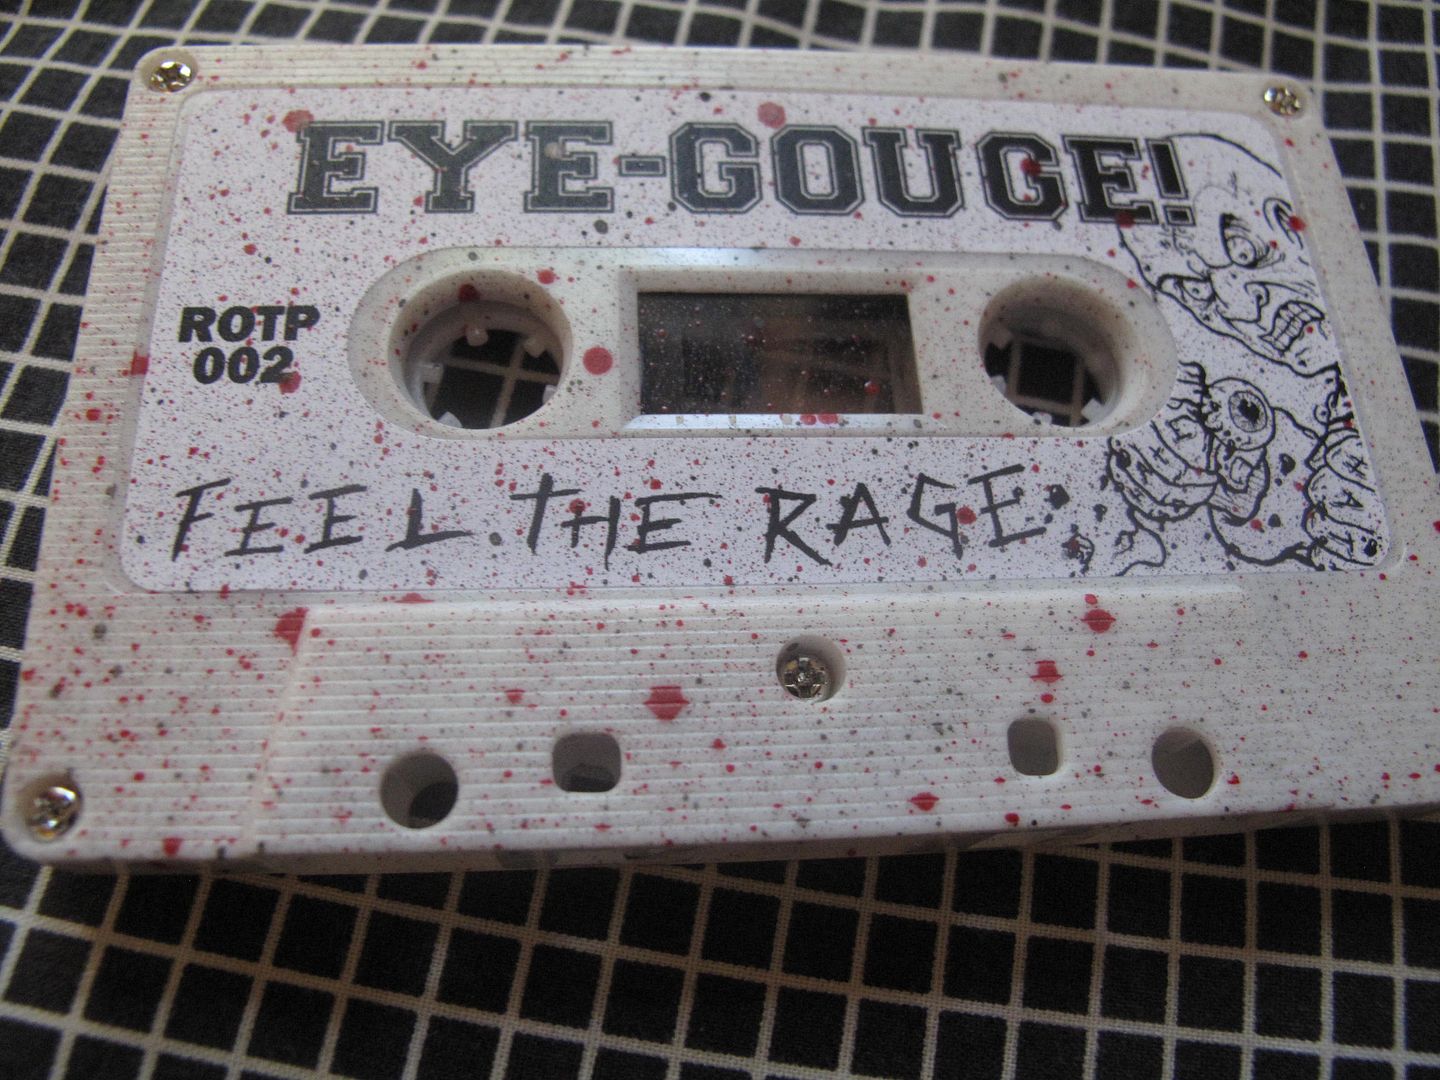 EYE-GOUGE!
ROTP
002
FEEL THE RAGE